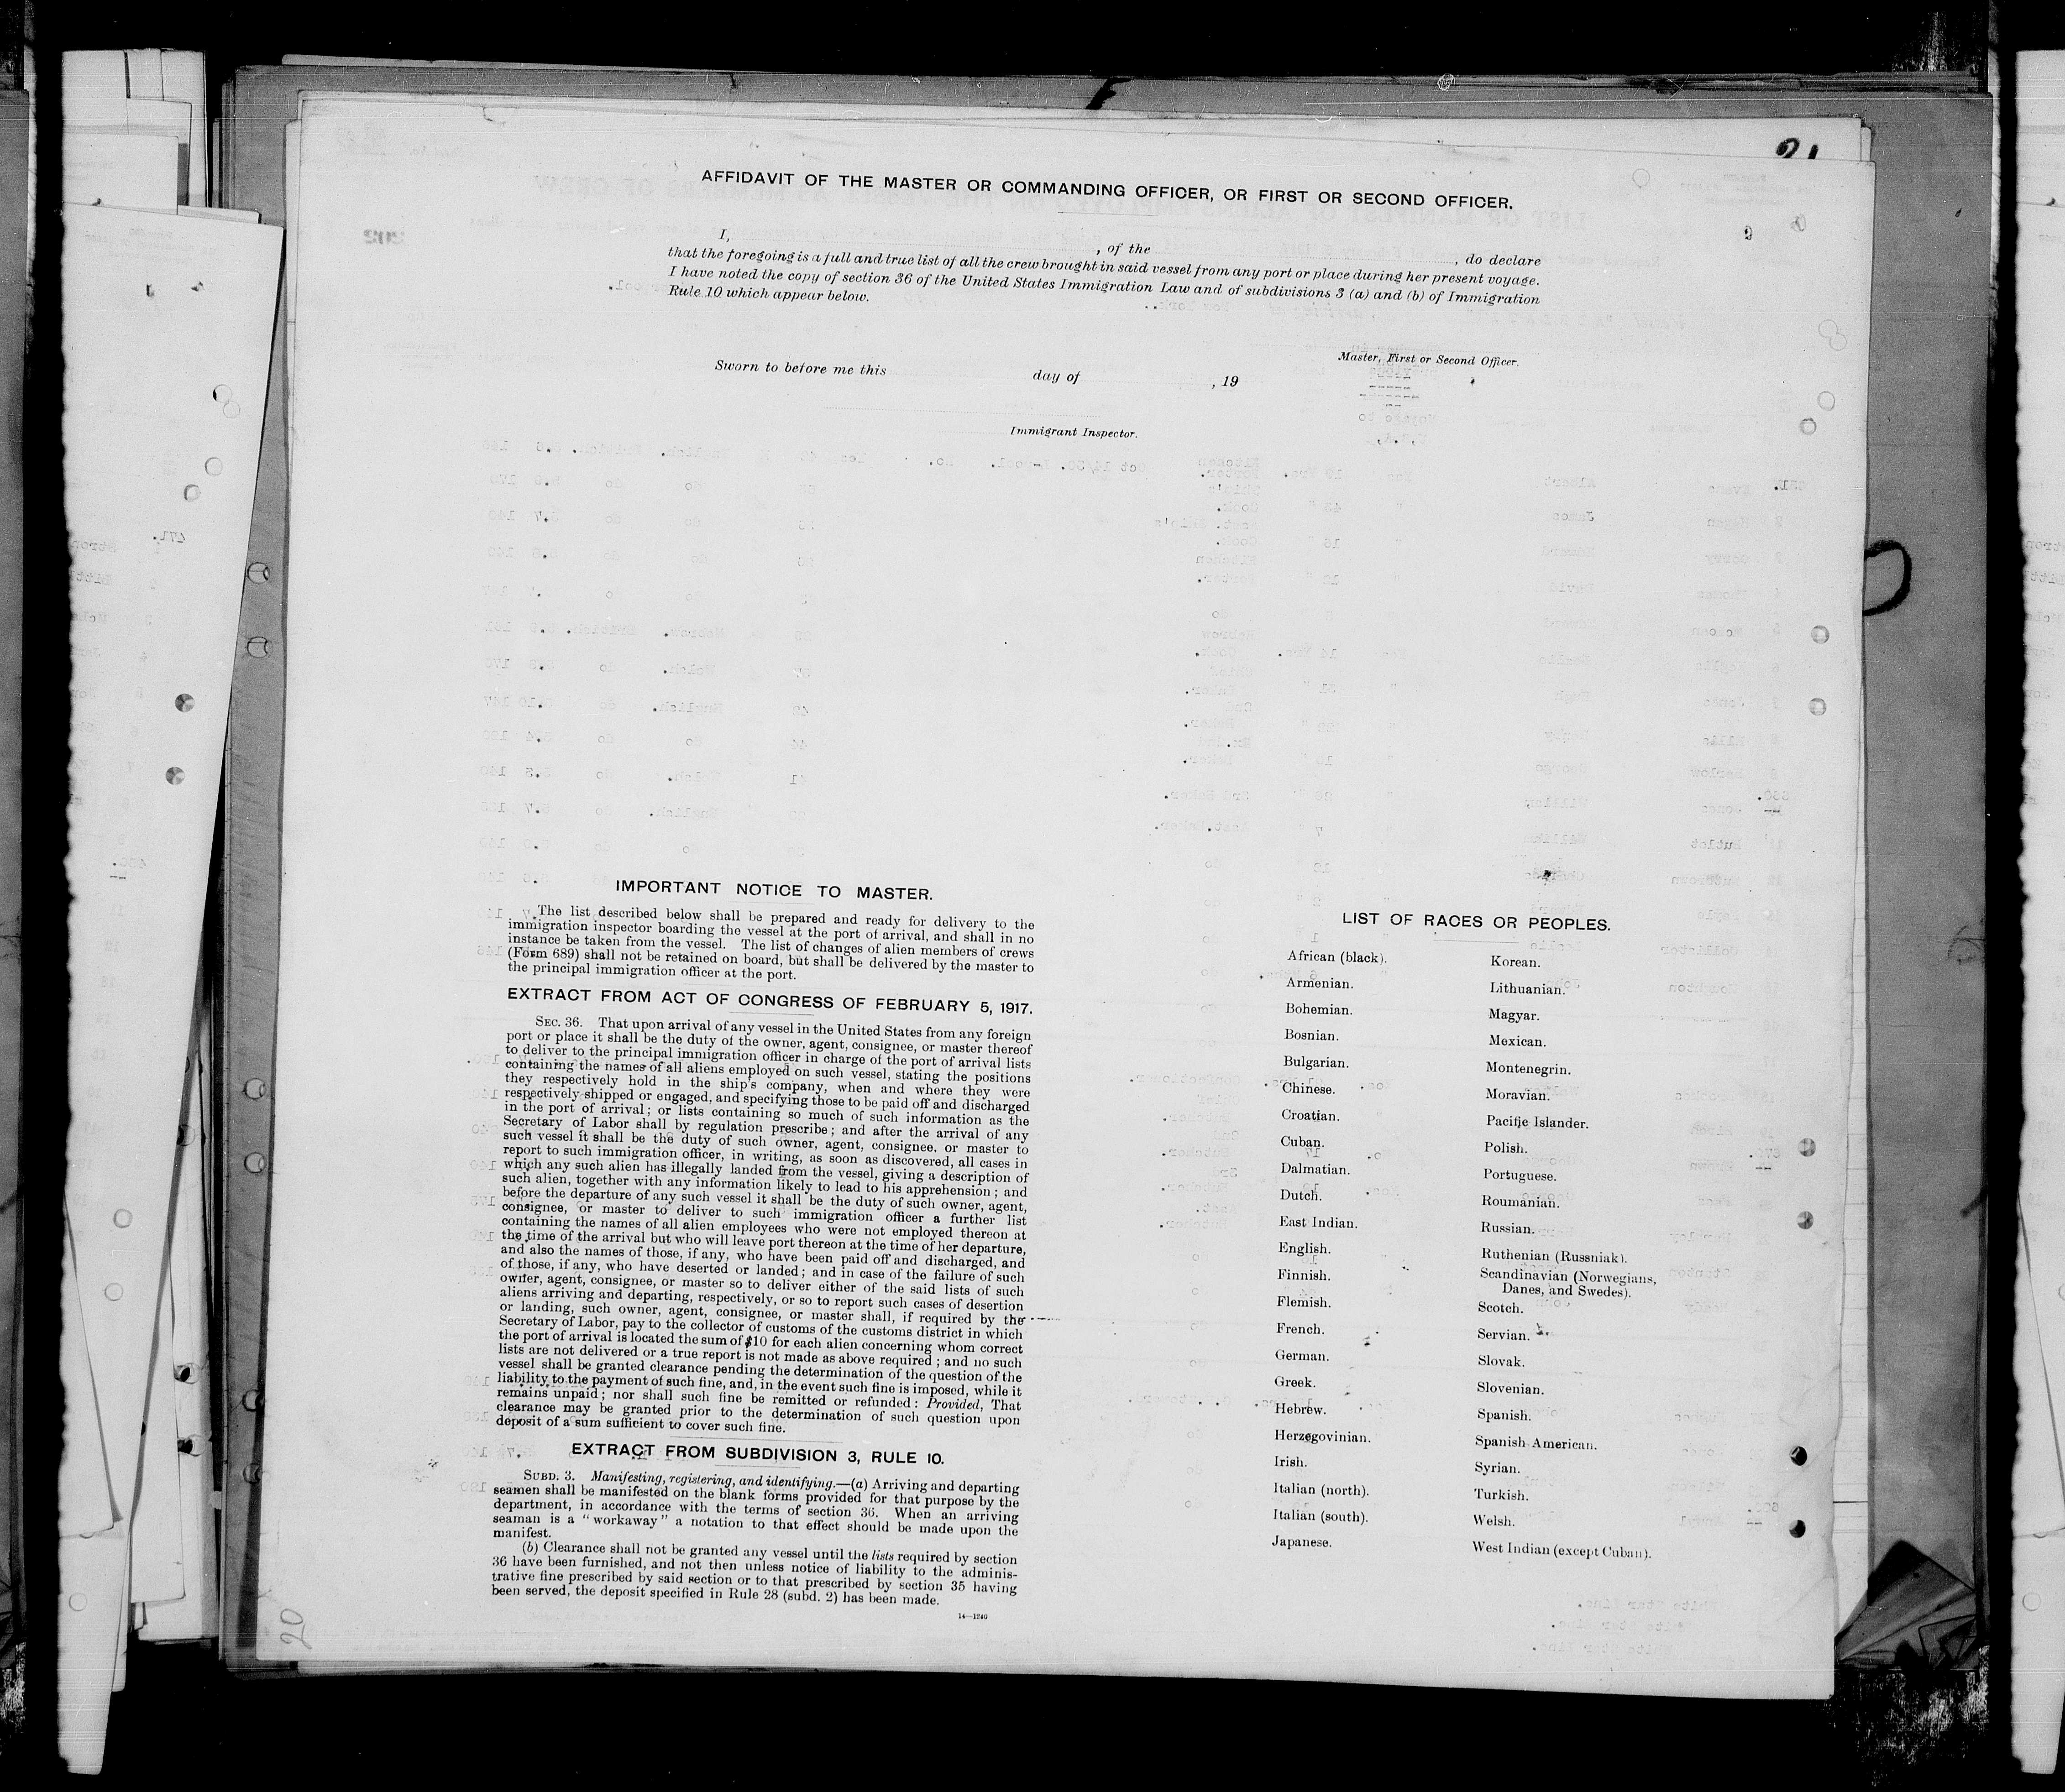 21
AFFIDAVIT OF THE MASTER OR COMMANDING OFFICER, OR FIRST OR SECOND OFFICER.
I, , of the , do declare
that the foregoing is a full and true list of all the crew brought in said vessel from any port or place during her present voyage.
I have noted the copy of section 36 of the United States Immigration Law and of subdivisions 3 (a) and (b) of Immigration
Rule 10 which appear below.
Master, First or Second Officer.
Sworn to before me this day of , 19
Immigrant Inspector.
IMPORTANT NOTICE TO MASTER.
The list described below shall be prepared and ready for delivery to the
immigration inspector boarding the vessel at the port of arrival, and shall in no
instance be taken from the vessel. The list of changes of alien members of crews
(Form 689) shall not be retained on board, but shall be delivered by the master to
the principal immigration officer at the port.
EXTRACT FROM ACT OF CONGRESS OF FEBRUARY 5, 1917.
SEC. 36. That upon arrival of any vessel in the United States from any foreign
port or place it shall be the duty of the owner, agent, consignee, or master thereof
to deliver to the principal immigration officer in charge of the port of arrival lists
containing the names of all aliens employed on such vessel, stating the positions
they respectively hold in the ship's company, when and where they were
respectively shipped or engaged, and specifying those to be paid off and discharged
in the port of arrival; or lists containing so much of such information as the
Secretary of Labor shall by regulation prescribe; and after the arrival of any
such vessel it shall be the duty of such owner, agent, consignee, or master to
report to such immigration officer, in writing, as soon as discovered, all cases in
which any such alien has illegally landed from the vessel, giving a description of
such alien, together with any information likely to lead to his apprehension; and
before the departure of any such vessel it shall be the duty of such owner, agent,
consignee, or master to deliver to such immigration officer a further list
containing the names of all alien employees who were not employed thereon at
the time of the arrival but who will leave port thereon at the time of her departure,
and also the names of those, if any, who have been paid off and discharged, and
of those, if any, who have deserted or landed; and in case of the failure of such
owner, agent, consignee, or master so to deliver either of the said lists of such
aliens arriving and departing, respectively, or so to report such cases of desertion
or landing, such owner, agent, consignee, or master shall, if required by the
Secretary of Labor, pay to the collector of customs of the customs district in which
the port of arrival is located the sum of $10 for each alien concerning whom correct
lists are not delivered or a true report is not made as above required; and no such
vessel shall be granted clearance pending the determination of the question of the
liability to the payment of such fine, and, in the event such fine is imposed, while it
remains unpaid; nor shall such fine be remitted or refunded: Provided, That
clearance may be granted prior to the determination of such question upon
deposit of a sum sufficient to cover such fine.
EXTRACT FROM SUBDIVISION 3, RULE 10.
SUBD. 3. Manifesting, registering, and identifying.—(a) Arriving and departing
seamen shall be manifested on the blank forms provided for that purpose by the
department, in accordance with the terms of section 36. When an arriving
seaman is a "workaway" a notation to that effect should be made upon the
manifest.
(b) Clearance shall not be granted any vessel until the lists required by section
36 have been furnished, and not then unless notice of liability to the adminis-
trative fine prescribed by said section or to that prescribed by section 35 having
been served, the deposit specified in Rule 28 (subd. 2) has been made.
14—1240
20
LIST OF RACES OR PEOPLES.
African (black).
Armenian.
Bohemian.
Bosnian.
Bulgarian.
Chinese.
Croatian.
Cuban.
Dalmatian.
Dutch.
East Indian.
English.
Finnish.
Flemish.
French.
German.
Greek.
Hebrew.
Herzegovinian.
Irish.
Italian (north).
Italian (south).
Japanese.
Korean.
Lithuanian.
Magyar.
Mexican.
Montenegrin.
Moravian.
Pacific Islander.
Polish.
Portuguese.
Roumanian.
Russian.
Ruthenian (Russniak).
Scandinavian (Norwegians,
Danes, and Swedes).
Scotch.
Servian.
Slovak.
Slovenian.
Spanish.
Spanish American.
Syrian.
Turkish.
Welsh.
West Indian (except Cuban).